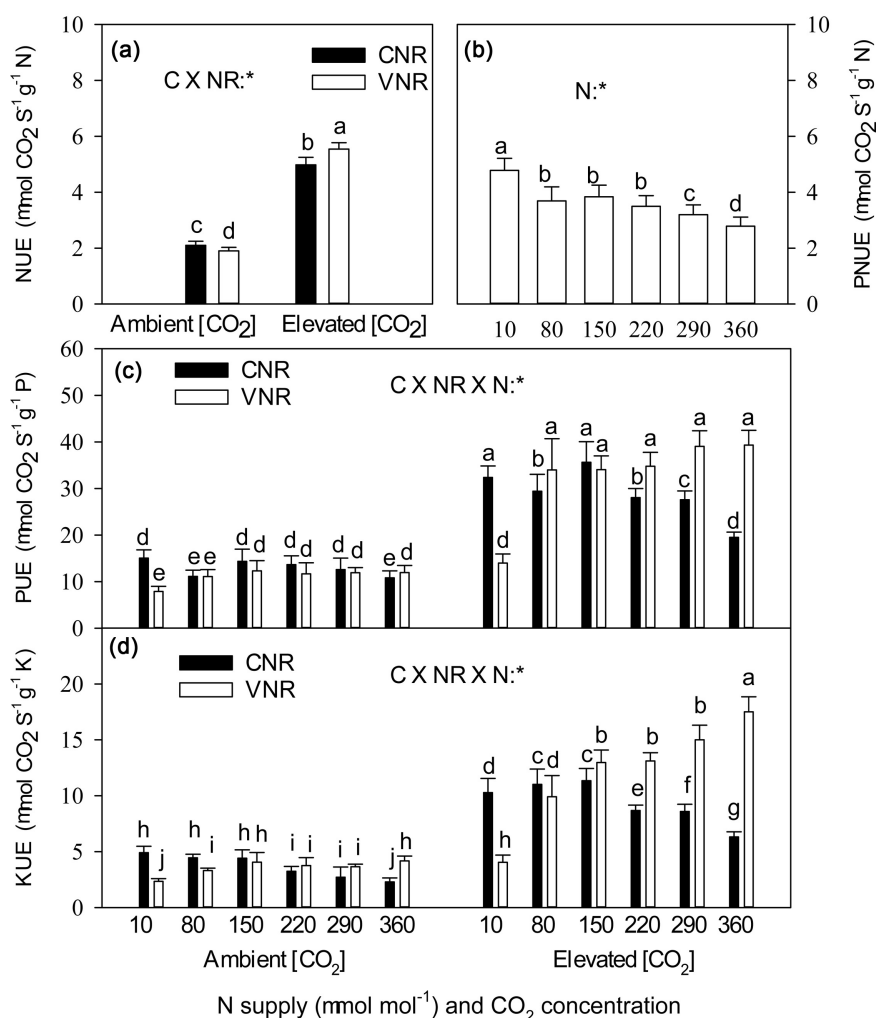 (a)
C X NR:*
CNR
VNR
NUE (mmol CO₂ S⁻¹g⁻¹ N)
10
8
6
4
2
0
c
d
b
a
Ambient [CO₂]
Elevated [CO₂]
(b)
N:*
a
b
b
b
c
d
10
8
6
4
2
0
PNUE (mmol CO₂ S⁻¹g⁻¹ N)
10 80 150 220 290 360
(c)
CNR
VNR
C X NR X N:*
PUE (mmol CO₂ S⁻¹g⁻¹ P)
60
50
40
30
20
10
0
d e e e d d d d d d e d
a d b a a a b a c a d a
(d)
CNR
VNR
C X NR X N:*
KUE (mmol CO₂ S⁻¹g⁻¹ K)
20
15
10
5
0
h j h i h h i i i i j h
d h c d c b e b f b g a
10 80 150 220 290 360 10 80 150 220 290 360
Ambient [CO₂] Elevated [CO₂]
N supply (mmol mol⁻¹) and CO₂ concentration